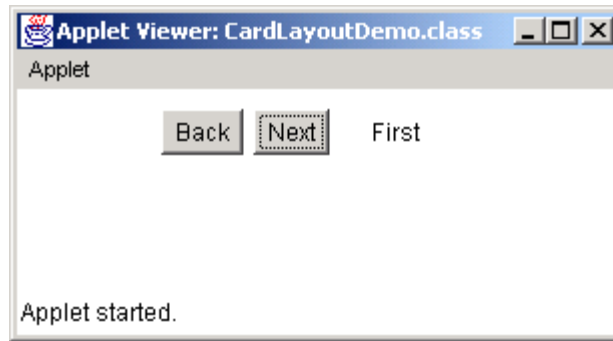 Applet Viewer: CardLayoutDemo.class
Applet
Back Next First
Applet started.